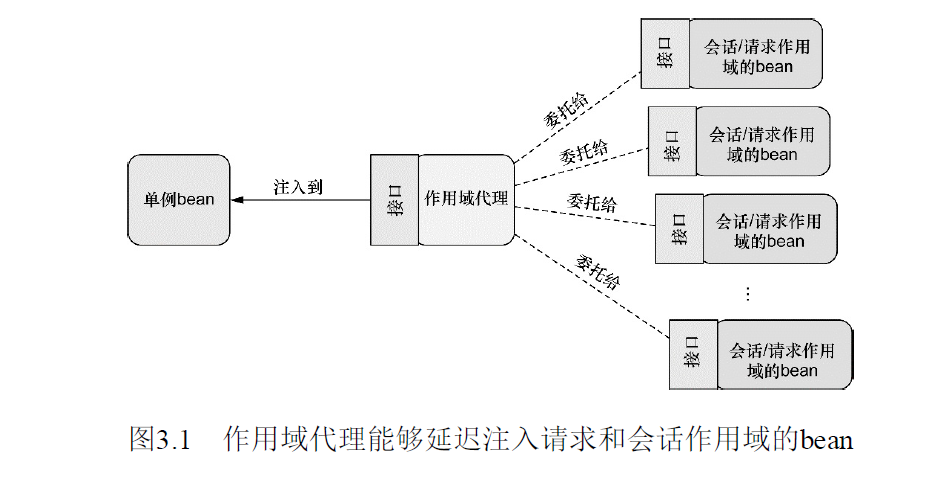 单例bean
注入到
接口
作用域代理
委托给
接口
会话/请求作用
域的bean
委托给
接口
会话/请求作用
域的bean
委托给
接口
会话/请求作用
域的bean
⋮
委托给
接口
会话/请求作用
域的bean
图3.1 作用域代理能够延迟注入请求和会话作用域的bean